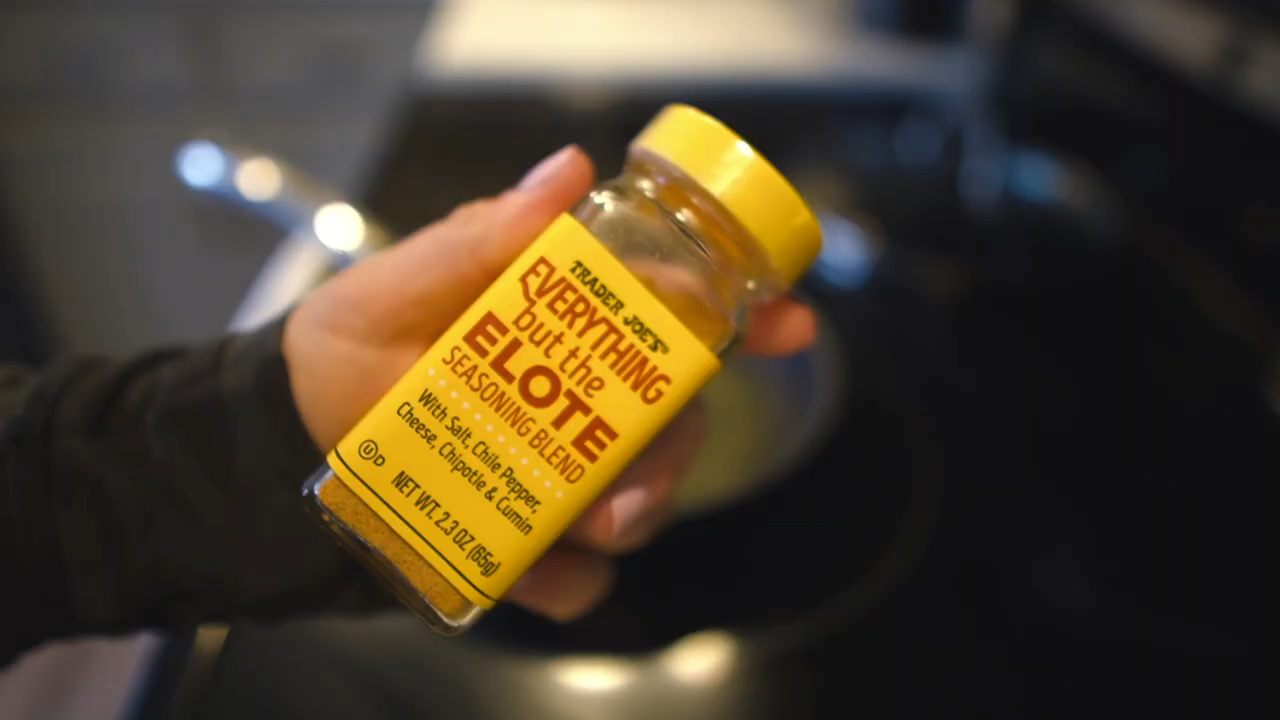 TRADER JOE'S®
EVERYTHING
but the
ELOTE
SEASONING BLEND
With Salt, Chile Pepper,
Cheese, Chipotle & Cumin
U D
NET WT. 2.3 OZ (65g)